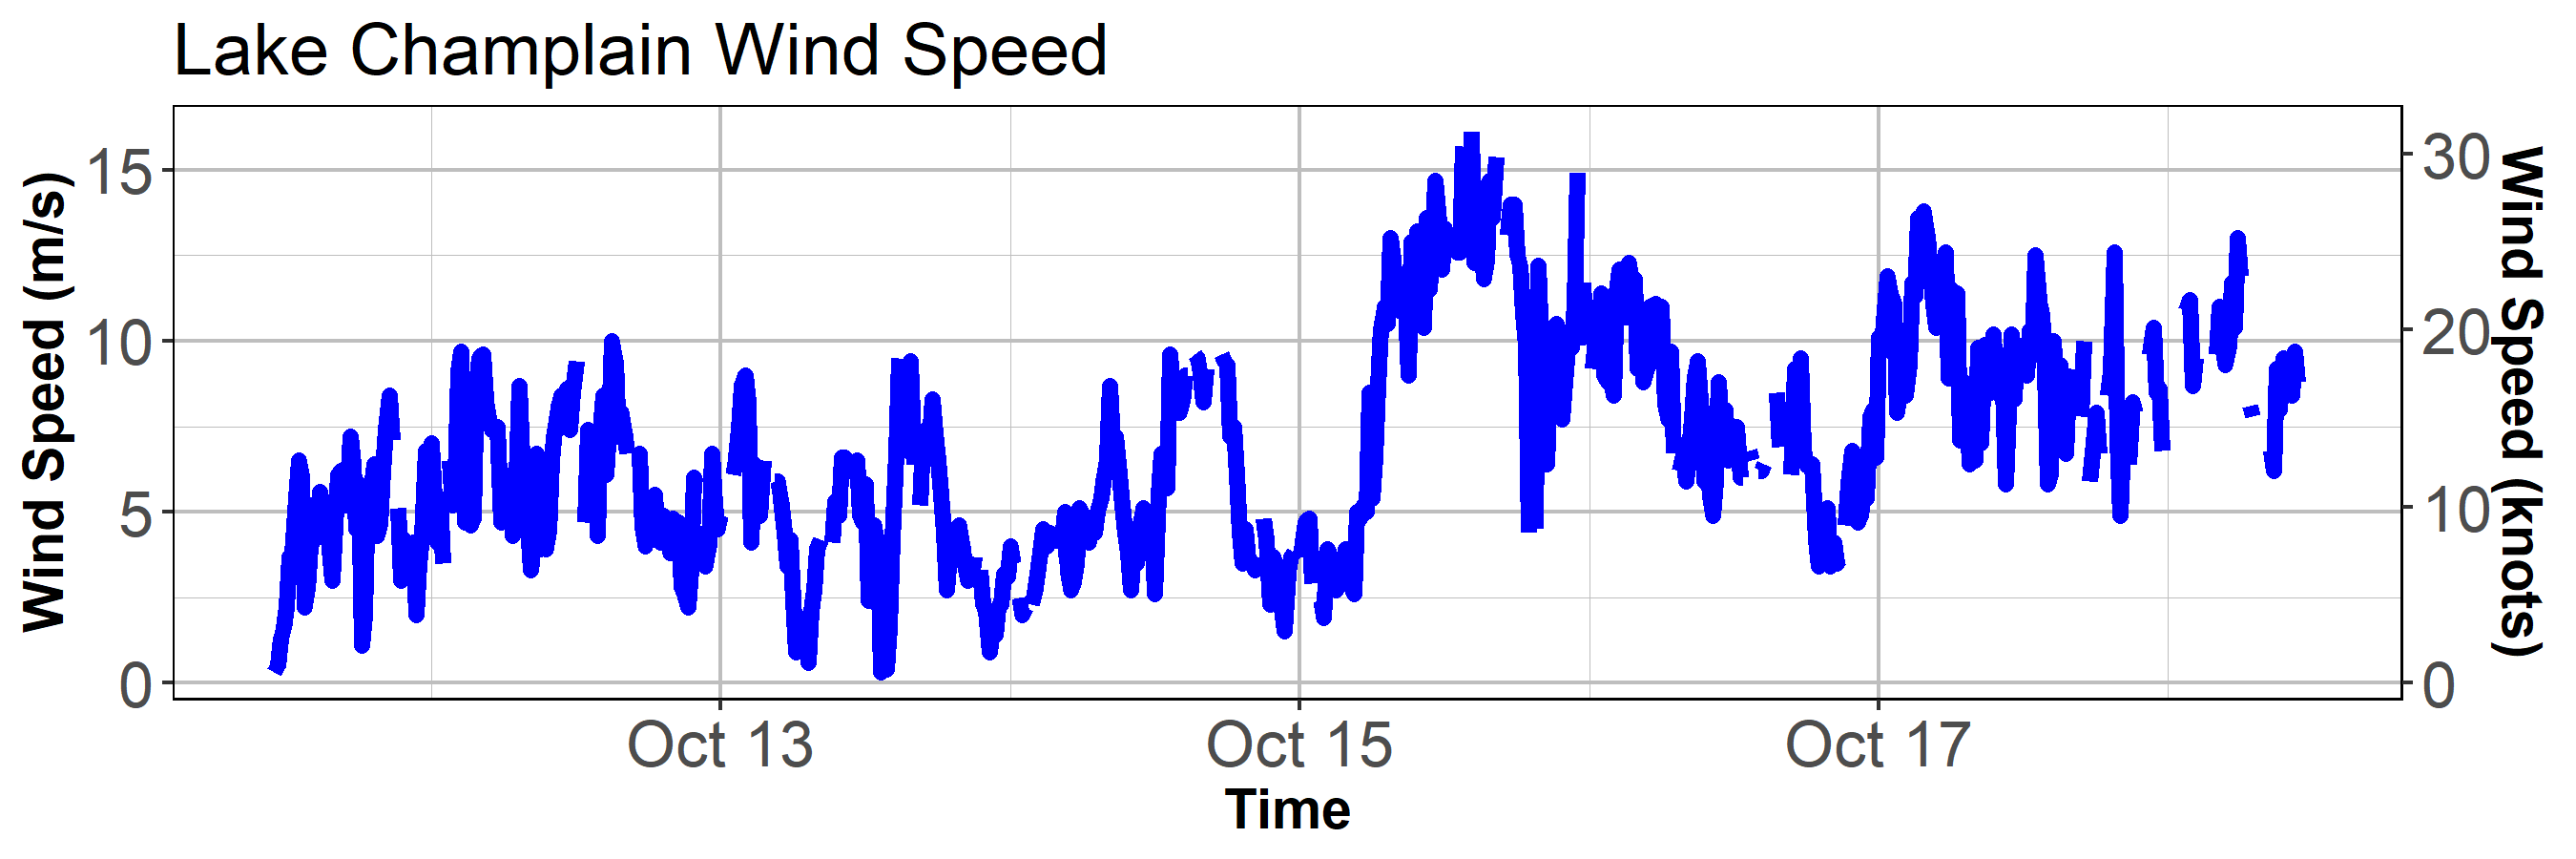 Lake Champlain Wind Speed
Wind Speed (m/s)
15
10
5
0
30
20
10
0
Wind Speed (knots)
Oct 13
Oct 15
Oct 17
Time